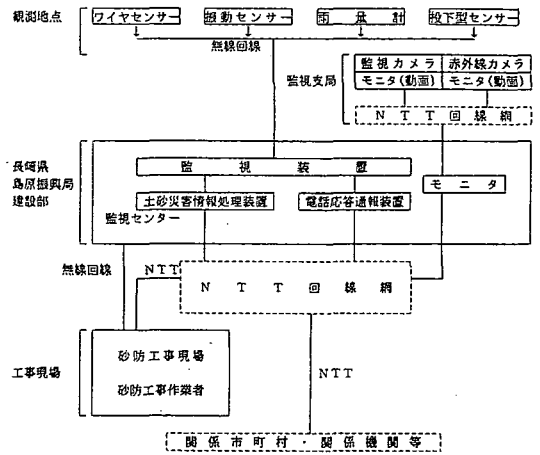 観測地点
ワイヤセンサー 振動センサー 雨量計 投下型センサー
無線回線
監視支局
監視カメラ 赤外線カメラ
モニタ(動画) モニタ(動画)
NTT回線網
長崎県
島原振興局
建設部
監視装置
モニタ
土砂災害情報処理装置 電話応答通報装置
監視センター
無線回線 NTT
NTT回線網
工事現場
砂防工事現場
砂防工事作業者
NTT
関係市町村・関係機関等